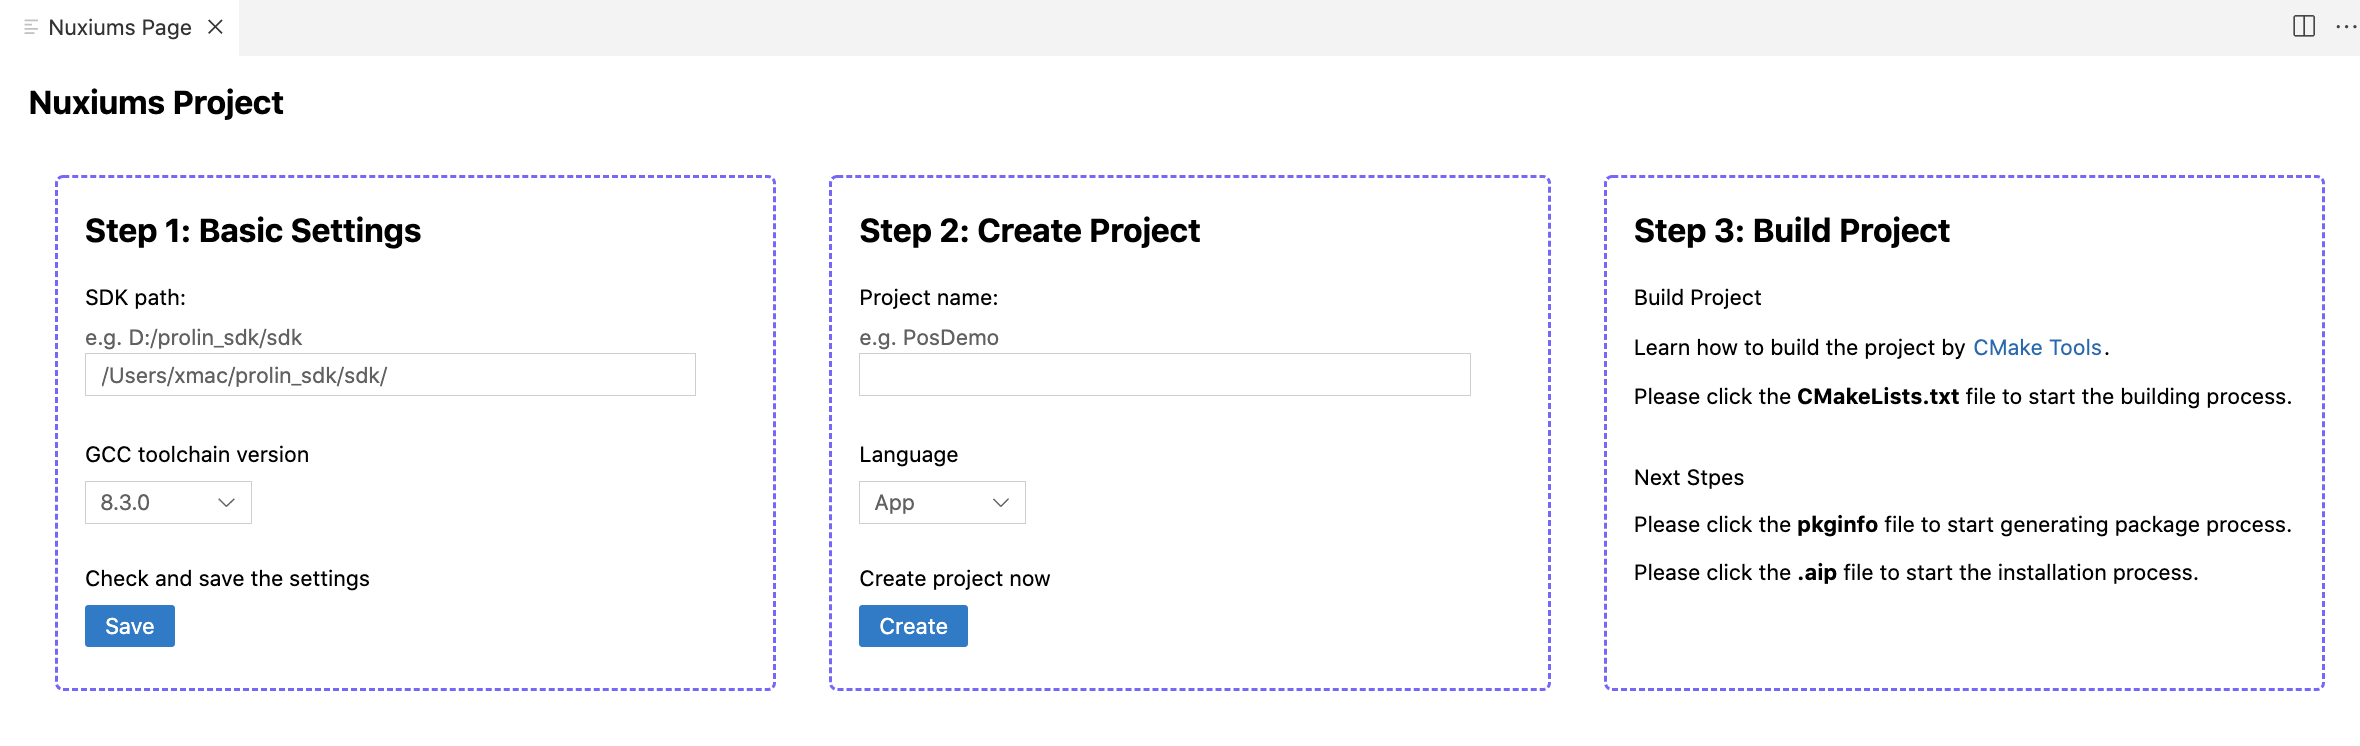 Nuxiums Page
Nuxiums Project
Step 1: Basic Settings
SDK path:
e.g. D:/prolin_sdk/sdk
/Users/xmac/prolin_sdk/sdk/
GCC toolchain version
8.3.0
Check and save the settings
Save
Step 2: Create Project
Project name:
e.g. PosDemo
Language
App
Create project now
Create
Step 3: Build Project
Build Project
Learn how to build the project by CMake Tools.
Please click the CMakeLists.txt file to start the building process.
Next Stpes
Please click the pkginfo file to start generating package process.
Please click the .aip file to start the installation process.